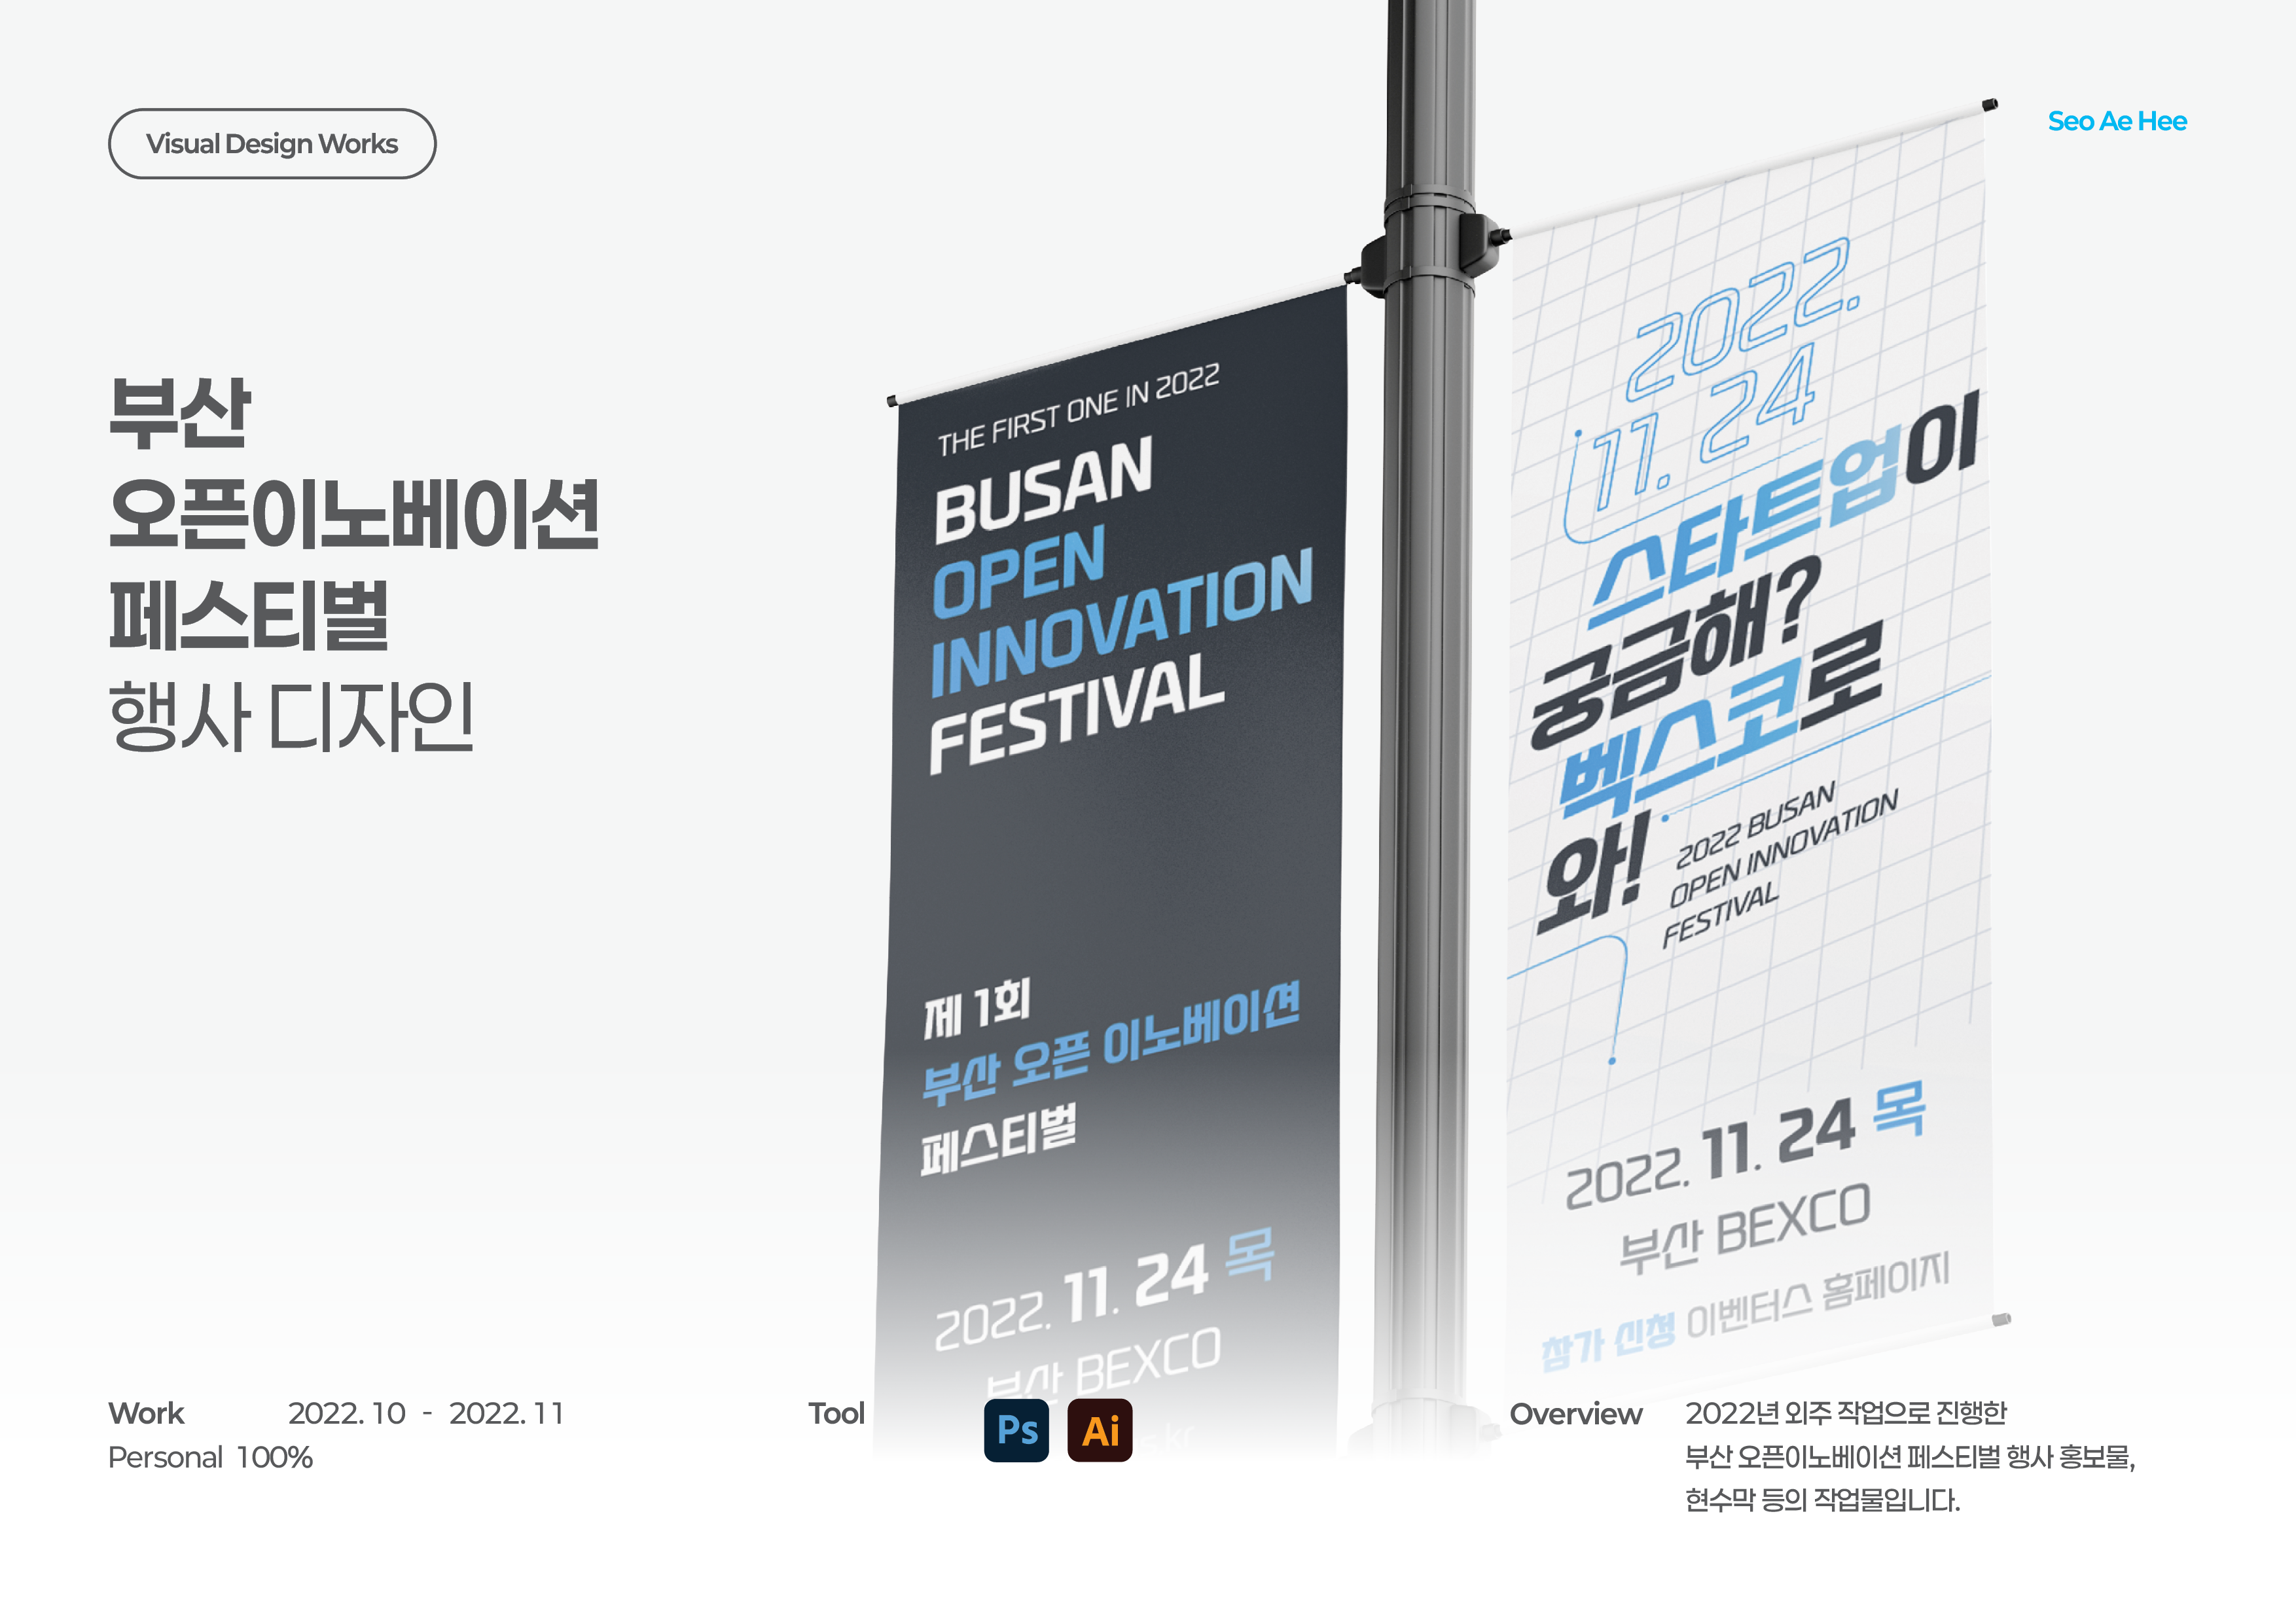 Visual Design Works
Seo Ae Hee
부산
오픈이노베이션
페스티벌
행사 디자인
THE FIRST ONE IN 2022
BUSAN
OPEN
INNOVATION
FESTIVAL
제 1회
부산 오픈 이노베이션
페스티벌
2022. 11. 24 목
부산 BEXCO
2022.
11. 24
스타트업이
궁금해?
벡스코로
와!
2022 BUSAN
OPEN INNOVATION
FESTIVAL
2022. 11. 24 목
부산 BEXCO
참가 신청 이벤터스 홈페이지
Work 2022. 10 - 2022. 11
Personal 100%
Tool
Ps Ai
Overview 2022년 외주 작업으로 진행한
부산 오픈이노베이션 페스티벌 행사 홍보물,
현수막 등의 작업물입니다.